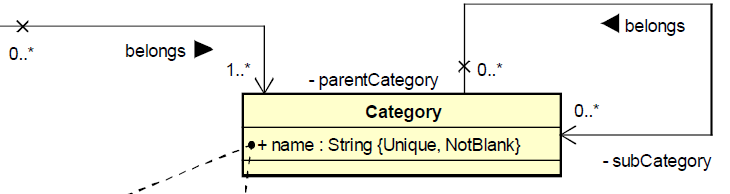 belongs ▶
0..*
1..*
- parentCategory
0..*
◀ belongs
0..*
- subCategory
Category
+ name : String {Unique, NotBlank}